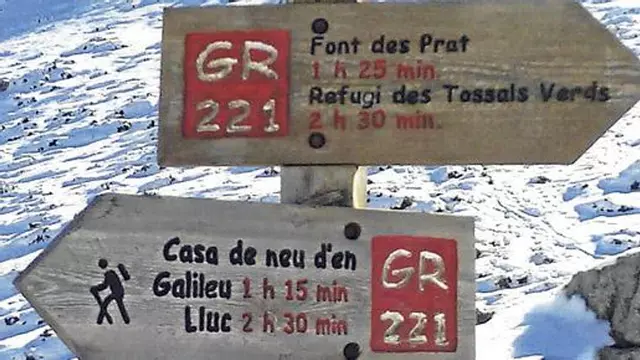 GR
221
Font des Prat
1 h 25 min.
Refugi des Tossals Verds
2 h 30 min.
Casa de neu d'en
Galileu 1 h 15 min
Lluc 2 h 30 min
GR
221